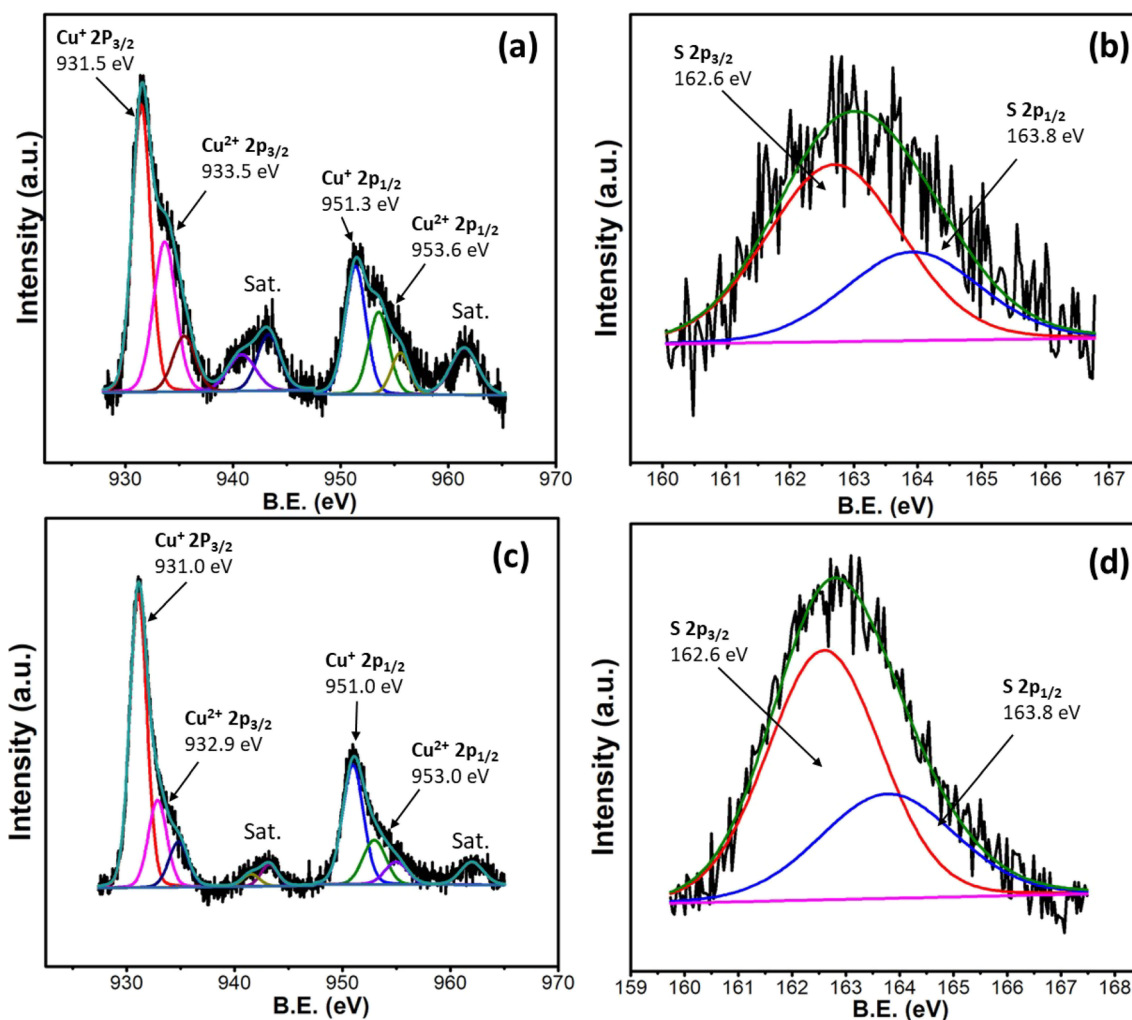 (a)
Cu⁺ 2P₃/₂
931.5 eV
Cu²⁺ 2p₃/₂
933.5 eV
Cu⁺ 2p₁/₂
951.3 eV
Cu²⁺ 2p₁/₂
953.6 eV
Sat.
Sat.
Intensity (a.u.)
930 940 950 960 970
B.E. (eV)
(b)
S 2p₃/₂
162.6 eV
S 2p₁/₂
163.8 eV
Intensity (a.u.)
160 161 162 163 164 165 166 167
B.E. (eV)
(c)
Cu⁺ 2P₃/₂
931.0 eV
Cu²⁺ 2p₃/₂
932.9 eV
Cu⁺ 2p₁/₂
951.0 eV
Cu²⁺ 2p₁/₂
953.0 eV
Sat.
Sat.
Intensity (a.u.)
930 940 950 960 970
B.E. (eV)
(d)
S 2p₃/₂
162.6 eV
S 2p₁/₂
163.8 eV
Intensity (a.u.)
159 160 161 162 163 164 165 166 167 168
B.E. (eV)